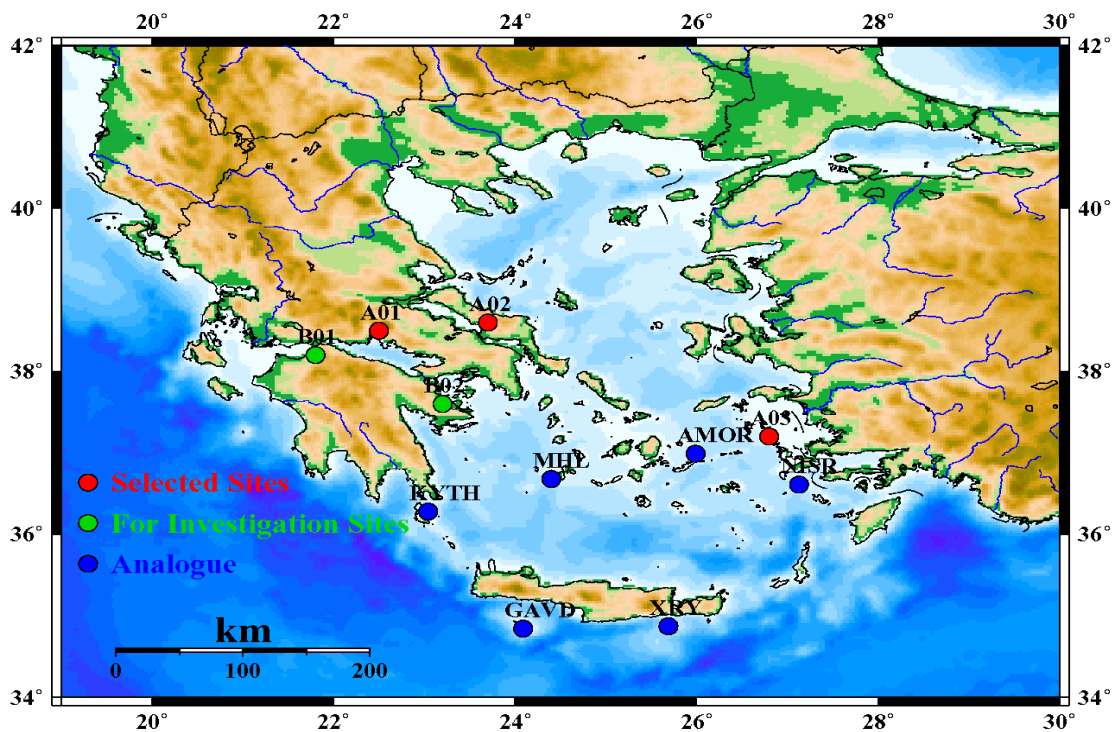 20° 22° 24° 26° 28° 30°
42° 42°
40° 40°
A02
A01
B01
38° 38°
B02
A03
AMOR
MHL
NISR
Selected Sites
KYTH
For Investigation Sites
36° 36°
Analogue
GAVD XRY
km
0 100 200
34° 34°
20° 22° 24° 26° 28° 30°